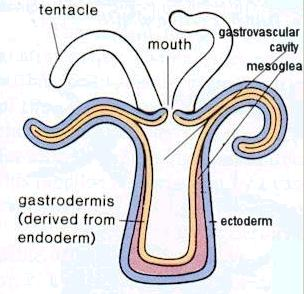 tentacle
mouth
gastrovascular
cavity
mesoglea
gastrodermis
(derived from
endoderm)
ectoderm